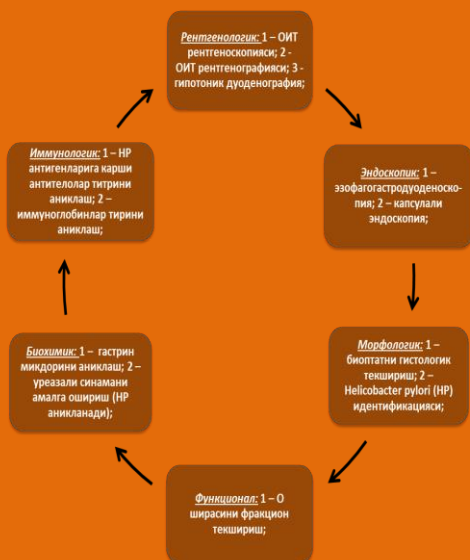 Рентгенологик: 1 – ОИТ
рентгеноскопияси; 2 -
ОИТ рентгенографияси; 3 -
гипотоник дуоденография;
Эндоскопик: 1 –
эзофагогастродуоденоско-
пия; 2 – капсулали
эндоскопия;
Морфологик: 1 –
биоптатни гистологик
текшириш; 2 –
Helicobacter pylori (HP)
идентификацияси;
Функционал: 1 – О
ширасини фракцион
текшириш;
Биохимик: 1 – гастрин
микдорини аниклаш; 2 –
уреазали синамани
амалга ошириш (HP
аникланади);
Иммунологик: 1 – HP
антигенларига карши
антителолар титрини
аниклаш; 2 –
иммуноглобинлар тирини
аниклаш;